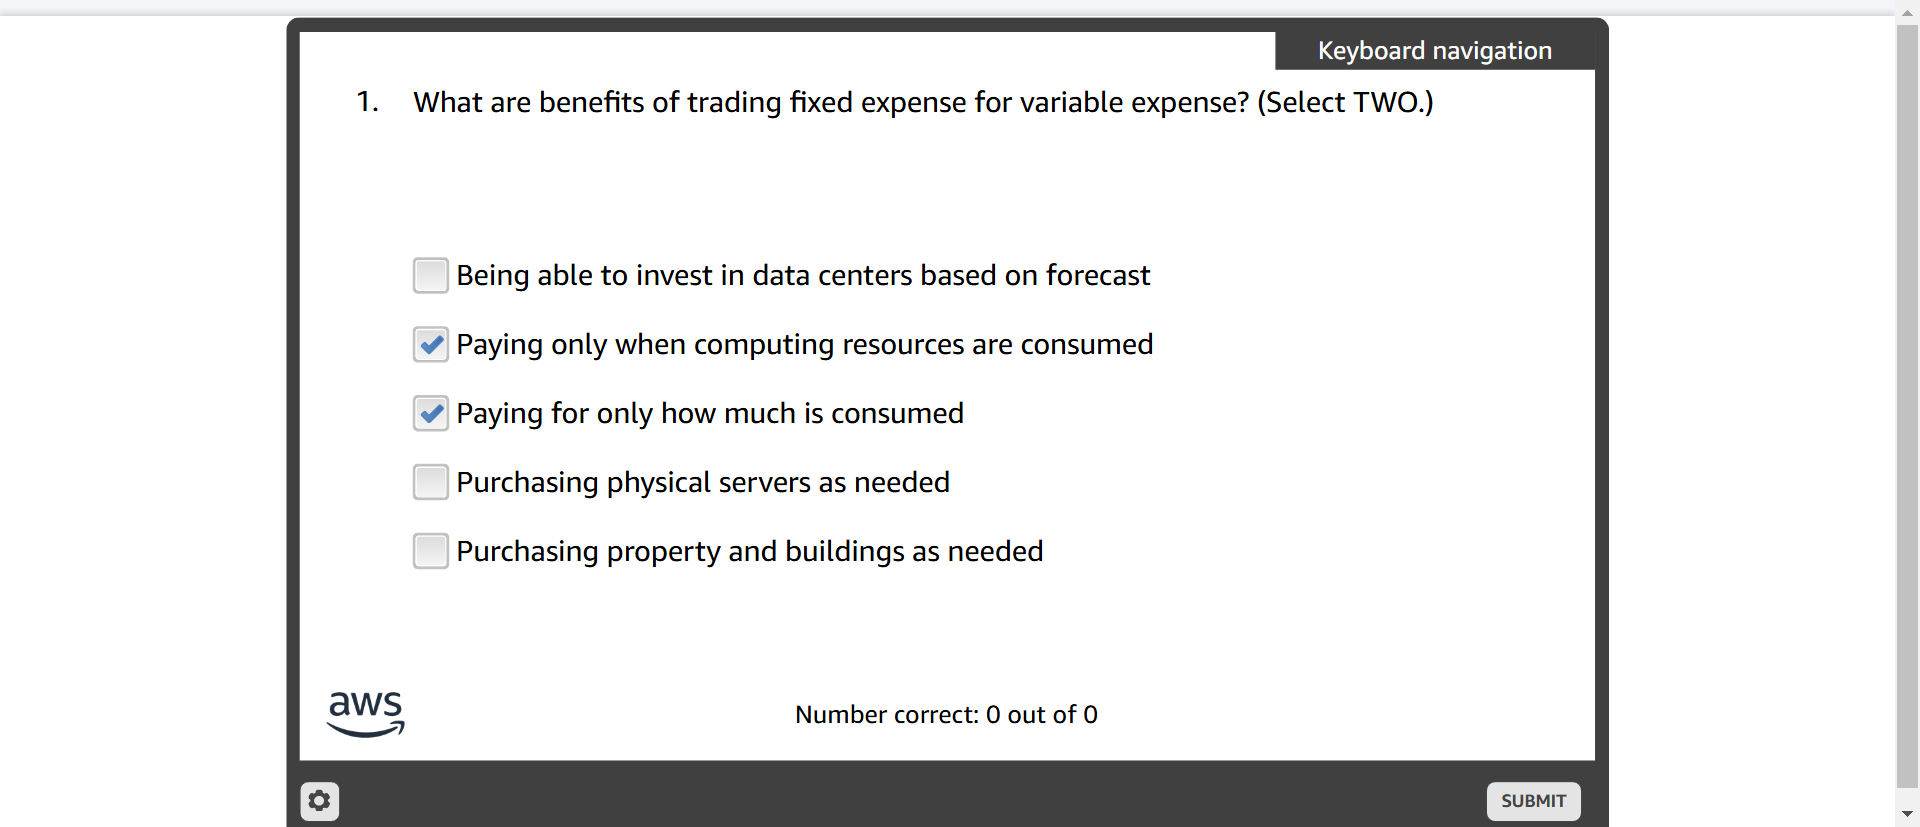 Keyboard navigation
1. What are benefits of trading fixed expense for variable expense? (Select TWO.)
Being able to invest in data centers based on forecast
Paying only when computing resources are consumed
Paying for only how much is consumed
Purchasing physical servers as needed
Purchasing property and buildings as needed
aws
Number correct: 0 out of 0
SUBMIT